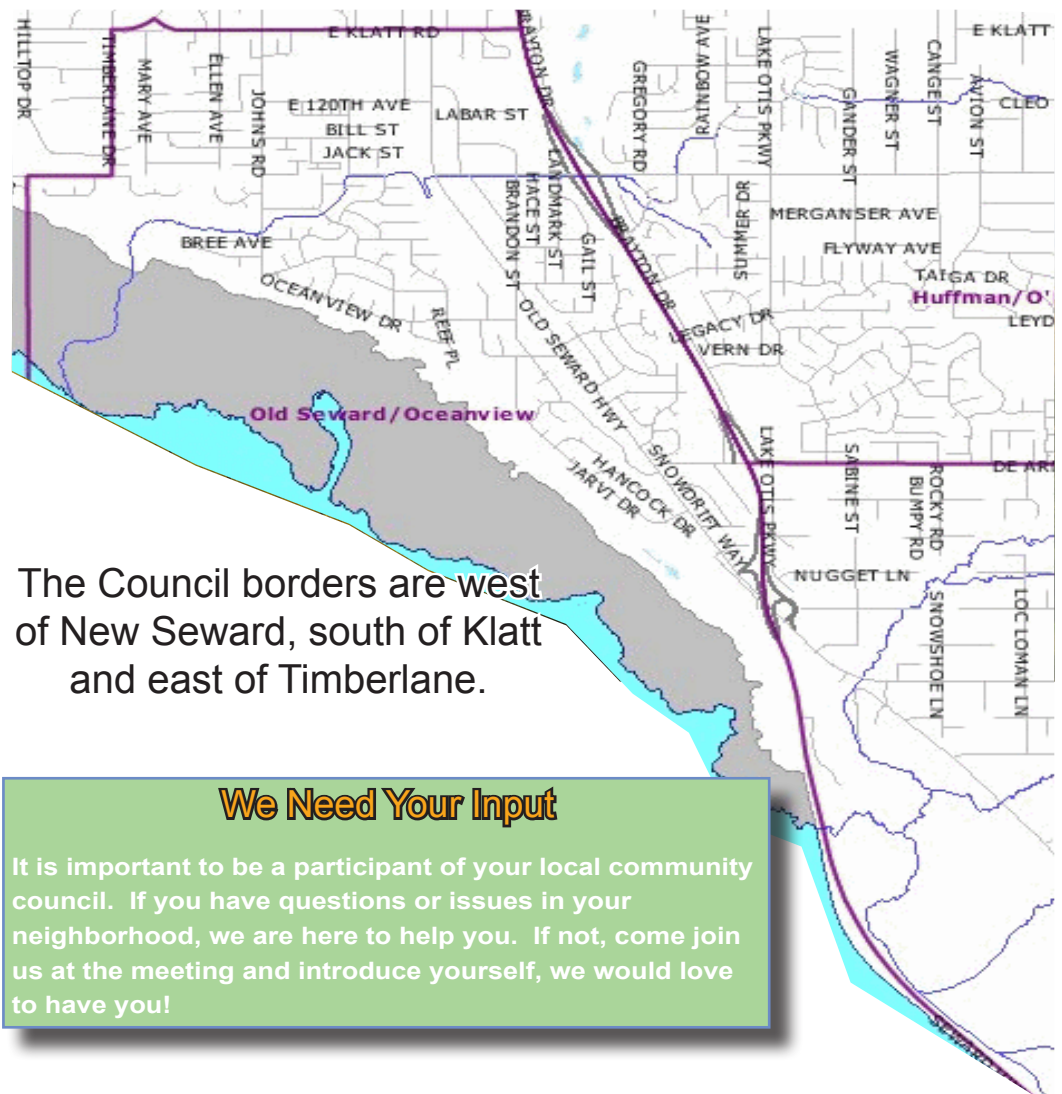 E KLATT RD
E KLATT
HILLTOP DR
TIMBERLANE DR
MARY AVE
ELLEN AVE
JOHNS RD
E 120TH AVE
BILL ST
JACK ST
LABAR ST
BRAYTON DR
GREGORY RD
RAINBOW AVE
LAKE OTIS PKWY
GANDER ST
WAGNER ST
CANGE ST
AVION ST
CLEO
LANDMARK ST
HACE ST
BRANDON ST
GAIL ST
BRAYTON DR
SUMMER DR
MERGANSER AVE
FLYWAY AVE
TAIGA DR
Huffman/O'
LEYD
BREE AVE
OCEANVIEW DR
REEF PL
OLD SEWARD HWY
LEGACY DR
VERN DR
Old Seward/Oceanview
HANCOCK DR
JARVI DR
SNOWDRIFT WAY
LAKE OTIS PKWY
SABINE ST
ROCKY RD
BUMPY RD
DE AR
NUGGET LN
SNOWSHOE LN
LOC LOMAN LN
The Council borders are west
of New Seward, south of Klatt
and east of Timberlane.
We Need Your Input
It is important to be a participant of your local community
council. If you have questions or issues in your
neighborhood, we are here to help you. If not, come join
us at the meeting and introduce yourself, we would love
to have you!
SEWARD